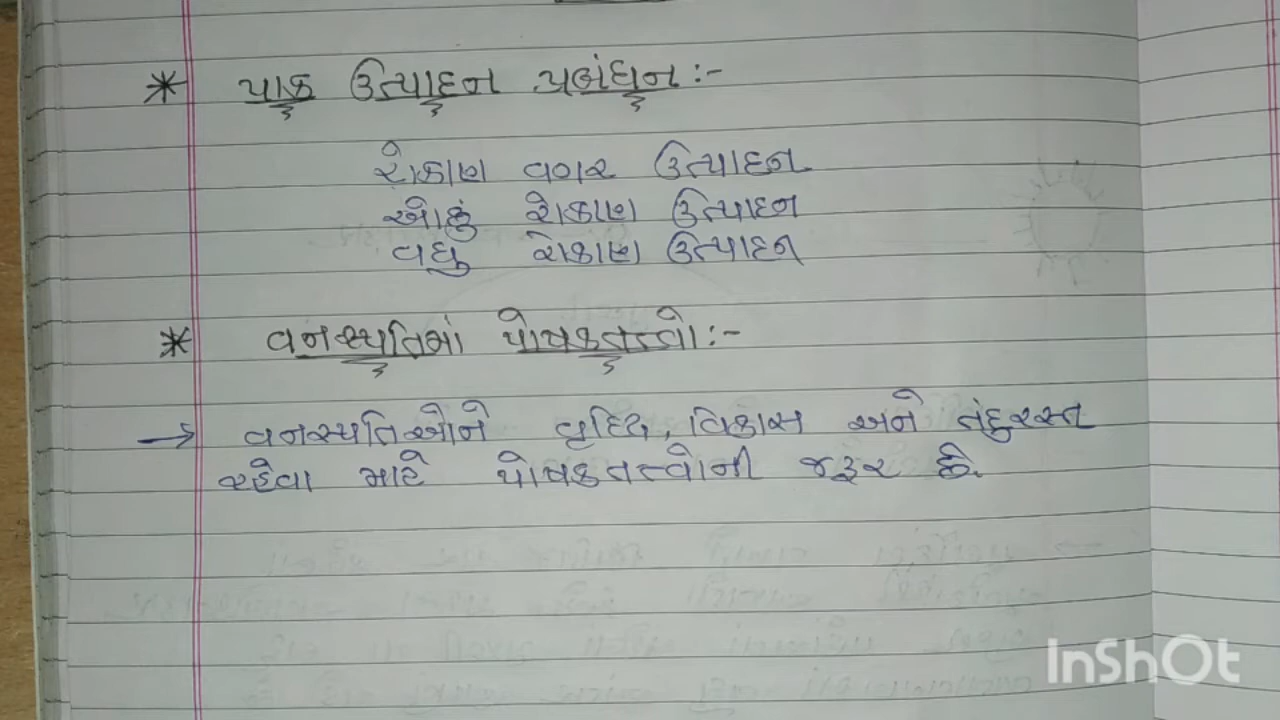 * પાક ઉત્પાદન પ્રબંધન :-
રોકાણ વગર ઉત્પાદન
ઓછું રોકાણ ઉત્પાદન
વધુ રોકાણ ઉત્પાદન
* વનસ્પતિમાં પોષકતત્ત્વો :-
→ વનસ્પતિઓને વૃદ્ધિ, વિકાસ અને તંદુરસ્ત
રહેવા માટે પોષકતત્ત્વોની જરૂર છે.
InShOt